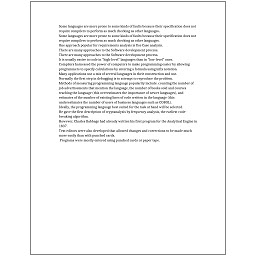 Some languages are more prone to some kinds of faults because their specification does not
require compilers to perform as much checking as other languages.
Some languages are more prone to some kinds of faults because their specification does not
require compilers to perform as much checking as other languages.
One approach popular for requirements analysis is Use Case analysis.
There are many approaches to the Software development process.
There are many approaches to the Software development process.
It is usually easier to code in "high-level" languages than in "low-level" ones.
Compilers harnessed the power of computers to make programming easier by allowing
programmers to specify calculations by entering a formula using infix notation.
Many applications use a mix of several languages in their construction and use.
Normally the first step in debugging is to attempt to reproduce the problem.
Methods of measuring programming language popularity include: counting the number of
job advertisements that mention the language, the number of books sold and courses
teaching the language (this overestimates the importance of newer languages), and
estimates of the number of existing lines of code written in the language (this
underestimates the number of users of business languages such as COBOL).
Ideally, the programming language best suited for the task at hand will be selected.
He gave the first description of cryptanalysis by frequency analysis, the earliest code-
breaking algorithm.
However, Charles Babbage had already written his first program for the Analytical Engine in
1837.
Text editors were also developed that allowed changes and corrections to be made much
more easily than with punched cards.
Programs were mostly entered using punched cards or paper tape.